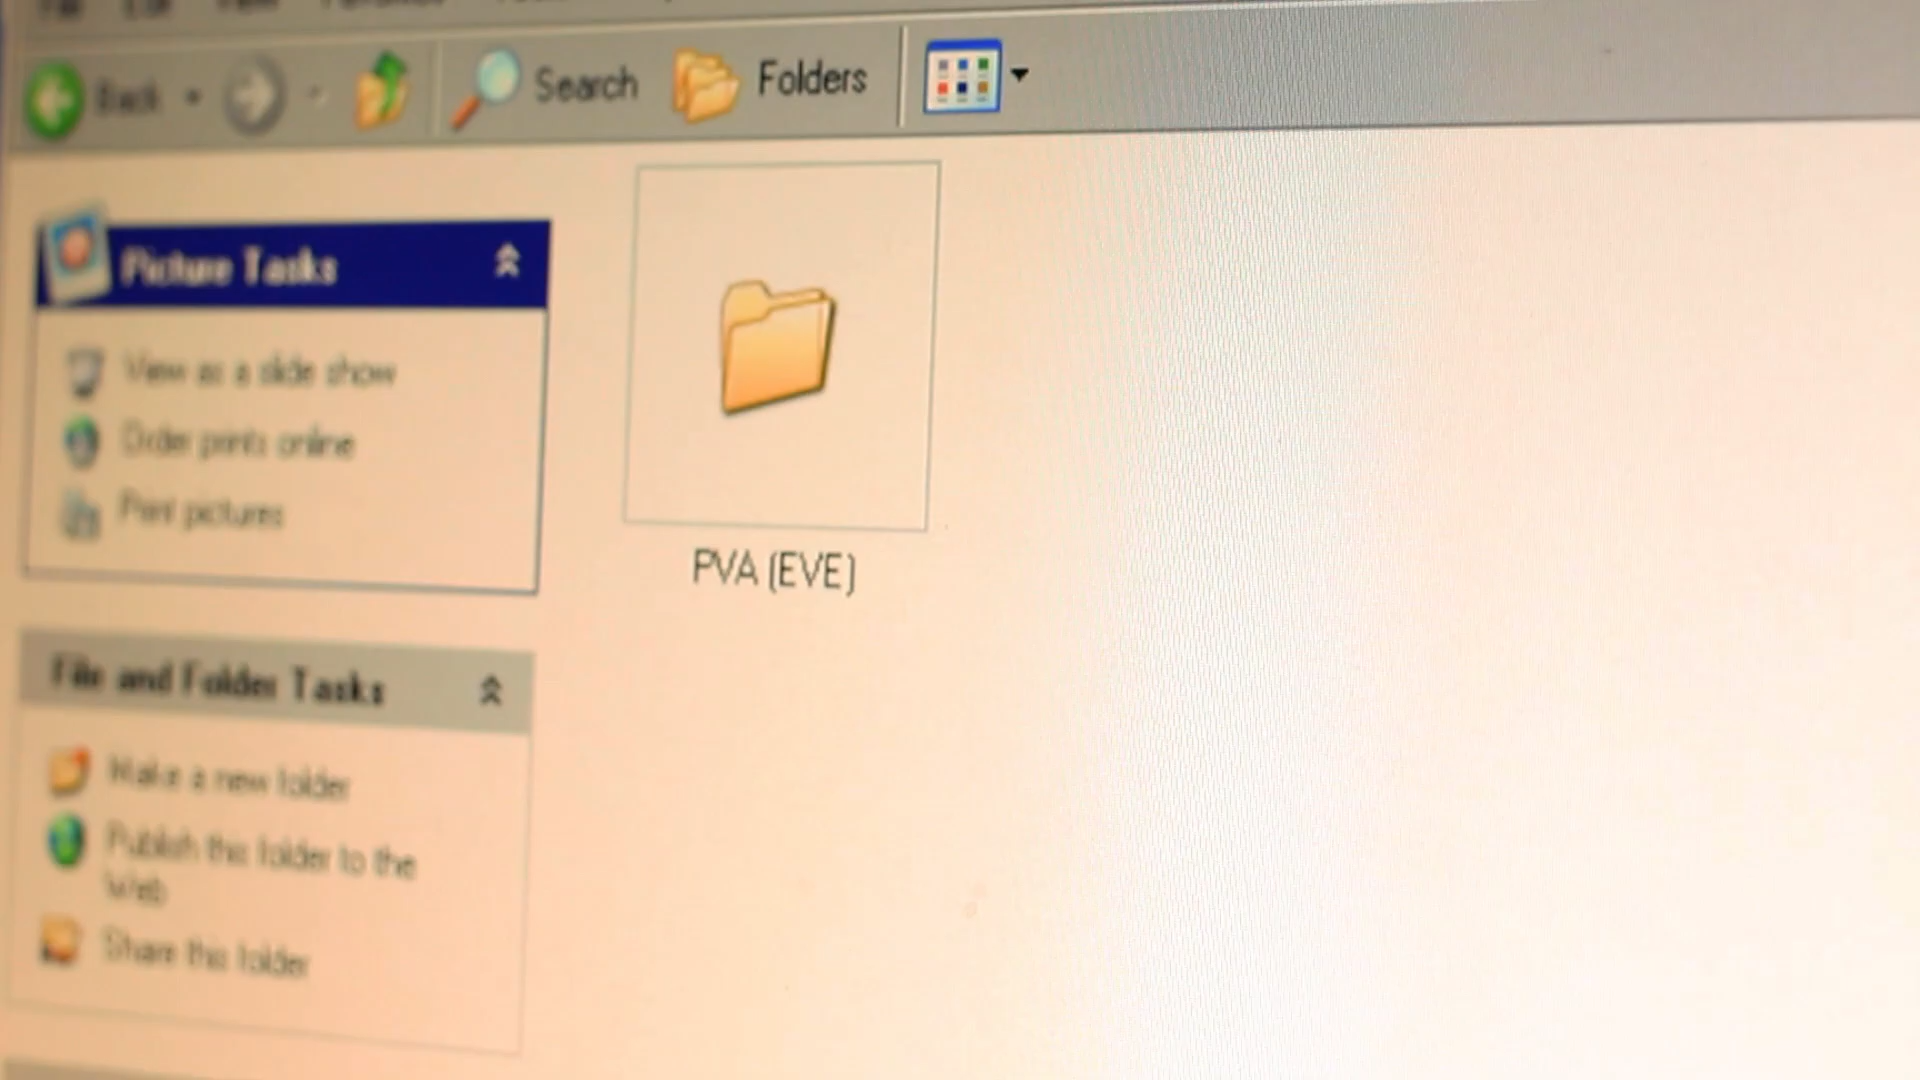 Back
Search
Folders
Picture Tasks
View as a slide show
Order prints online
Print pictures
PVA (EVE)
File and Folder Tasks
Make a new folder
Publish this folder to the
Web
Share this folder